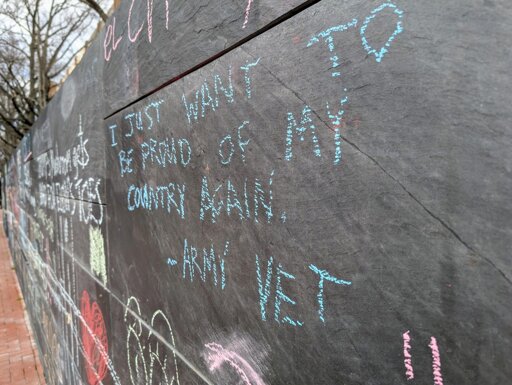 I JUST WANT TO
BE PROUD OF MY
COUNTRY AGAIN.
-ARMY VET